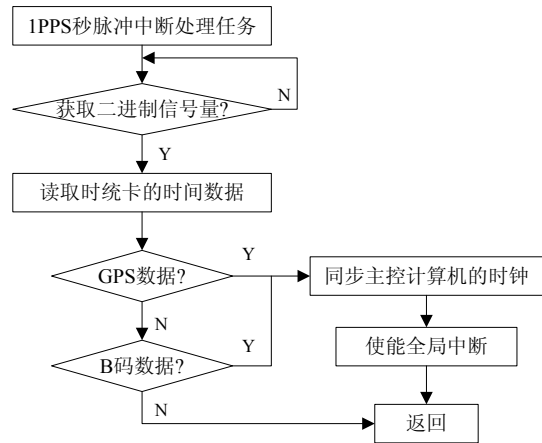 1PPS秒脉冲中断处理任务
获取二进制信号量?
N
Y
读取时统卡的时间数据
GPS数据?
Y
同步主控计算机的时钟
N
使能全局中断
B码数据?
Y
N
返回